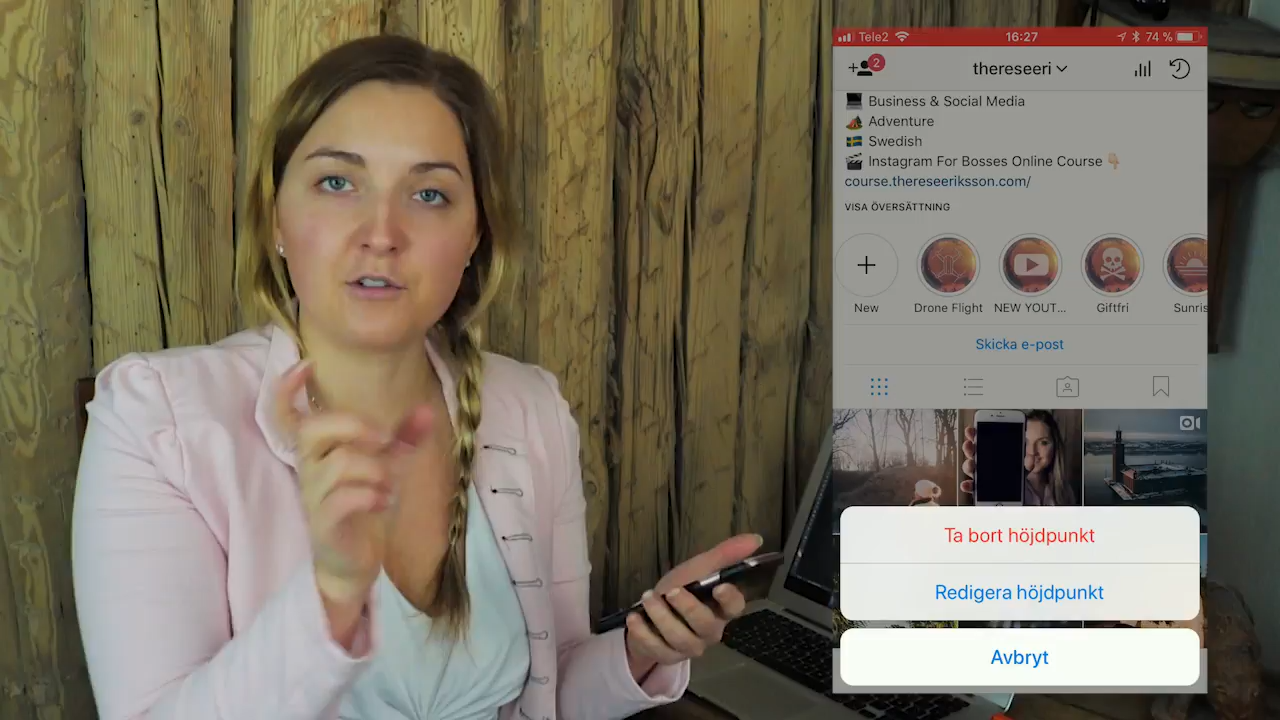 Tele2 16:27 74 %
2 thereseeri
Business & Social Media
Adventure
Swedish
Instagram For Bosses Online Course
course.thereseeriksson.com/
VISA ÖVERSÄTTNING
New Drone Flight NEW YOUT... Giftfri Sunris
Skicka e-post
Ta bort höjdpunkt
Redigera höjdpunkt
Avbryt